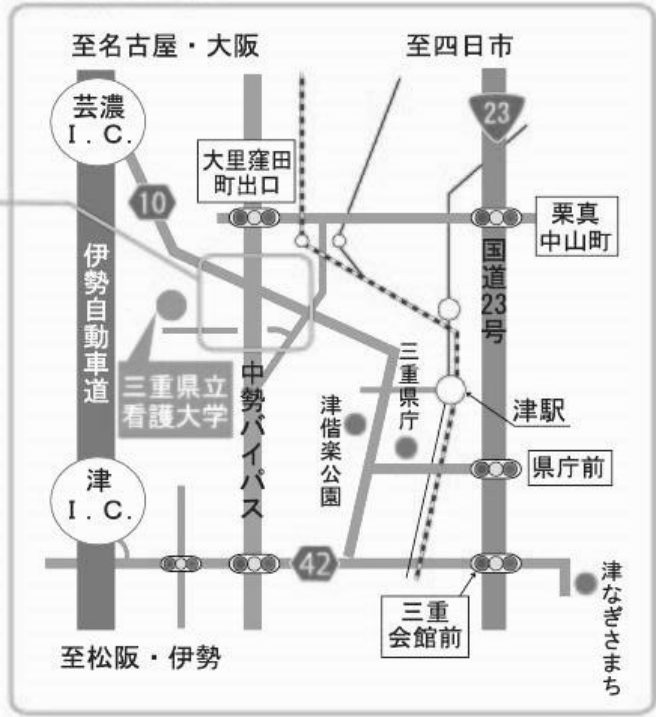 至名古屋・大阪
至四日市
芸濃
I.C.
23
大里窪田
町出口
10
栗真
中山町
伊勢自動車道
国道23号
三重県立
看護大学
中勢バイパス
三重県庁
津偕楽公園
津駅
県庁前
津
I.C.
42
三重
会館前
津なぎさまち
至松阪・伊勢